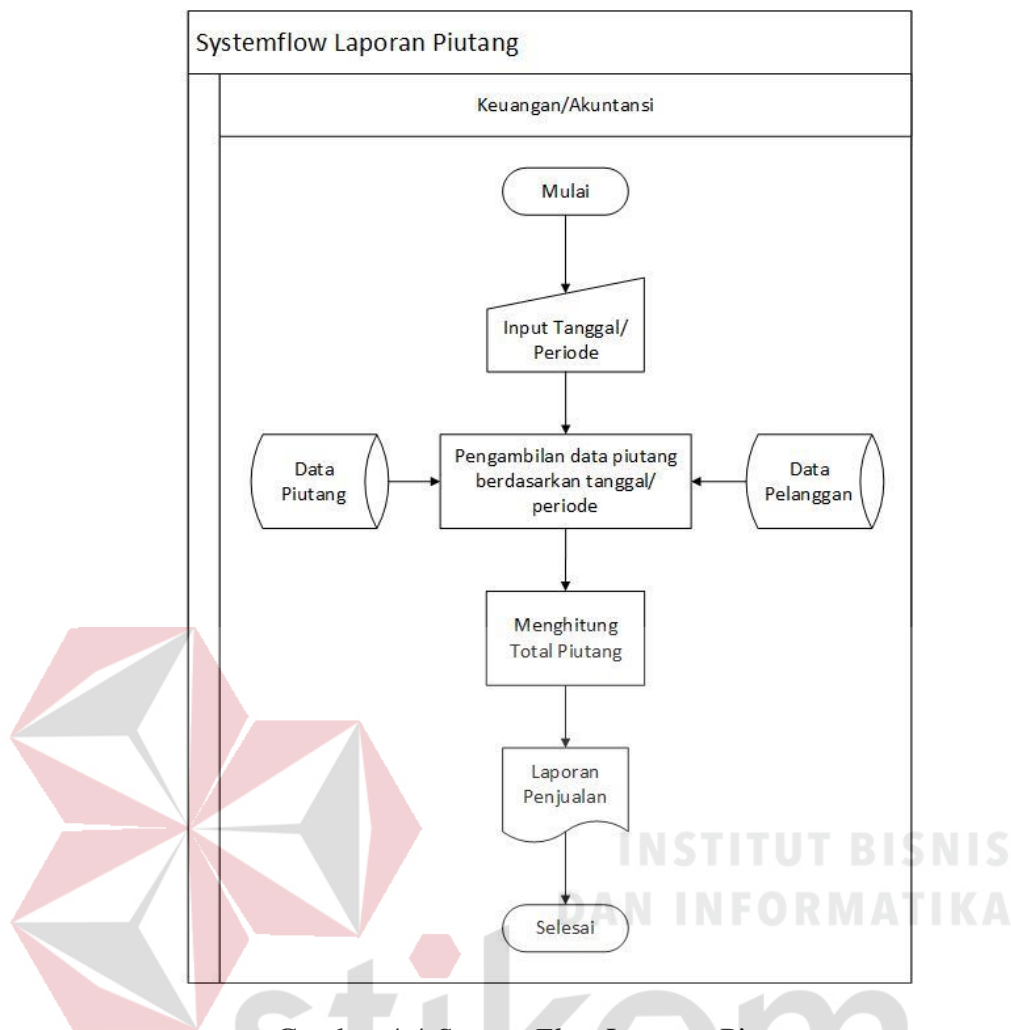 Systemflow Laporan Piutang
Keuangan/Akuntansi
Mulai
Input Tanggal/
Periode
Data
Piutang
Pengambilan data piutang
berdasarkan tanggal/
periode
Data
Pelanggan
Menghitung
Total Piutang
Laporan
Penjualan
INSTITUT BISNIS
DAN INFORMATIKA
Selesai
stikom